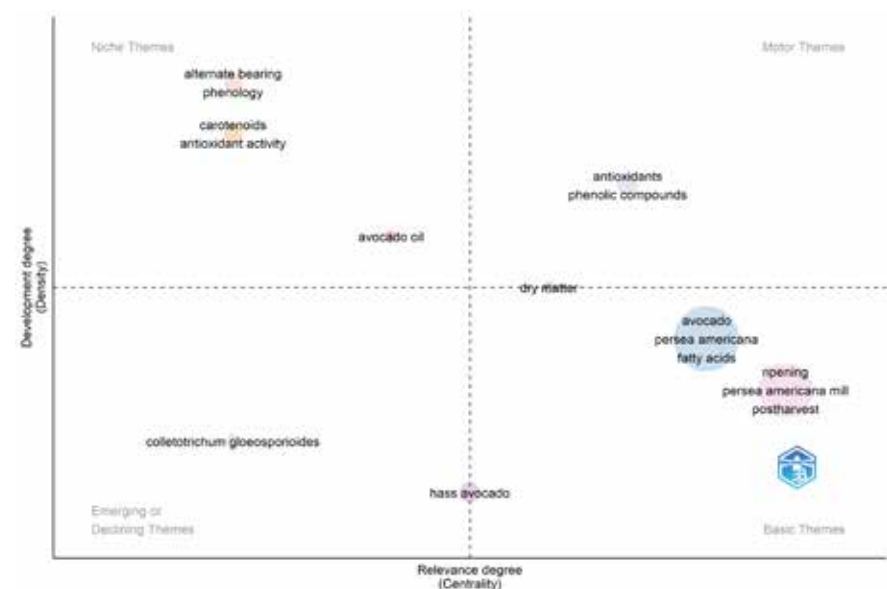 Niche Themes
Motor Themes
alternate bearing
phenology
carotenoids
antioxidant activity
antioxidants
phenolic compounds
avocado oil
dry matter
avocado
persea americana
fatty acids
ripening
persea americana mill
postharvest
colletotrichum gloeosporioides
hass avocado
Emerging or
Declining Themes
Basic Themes
Development degree
(Density)
Relevance degree
(Centrality)